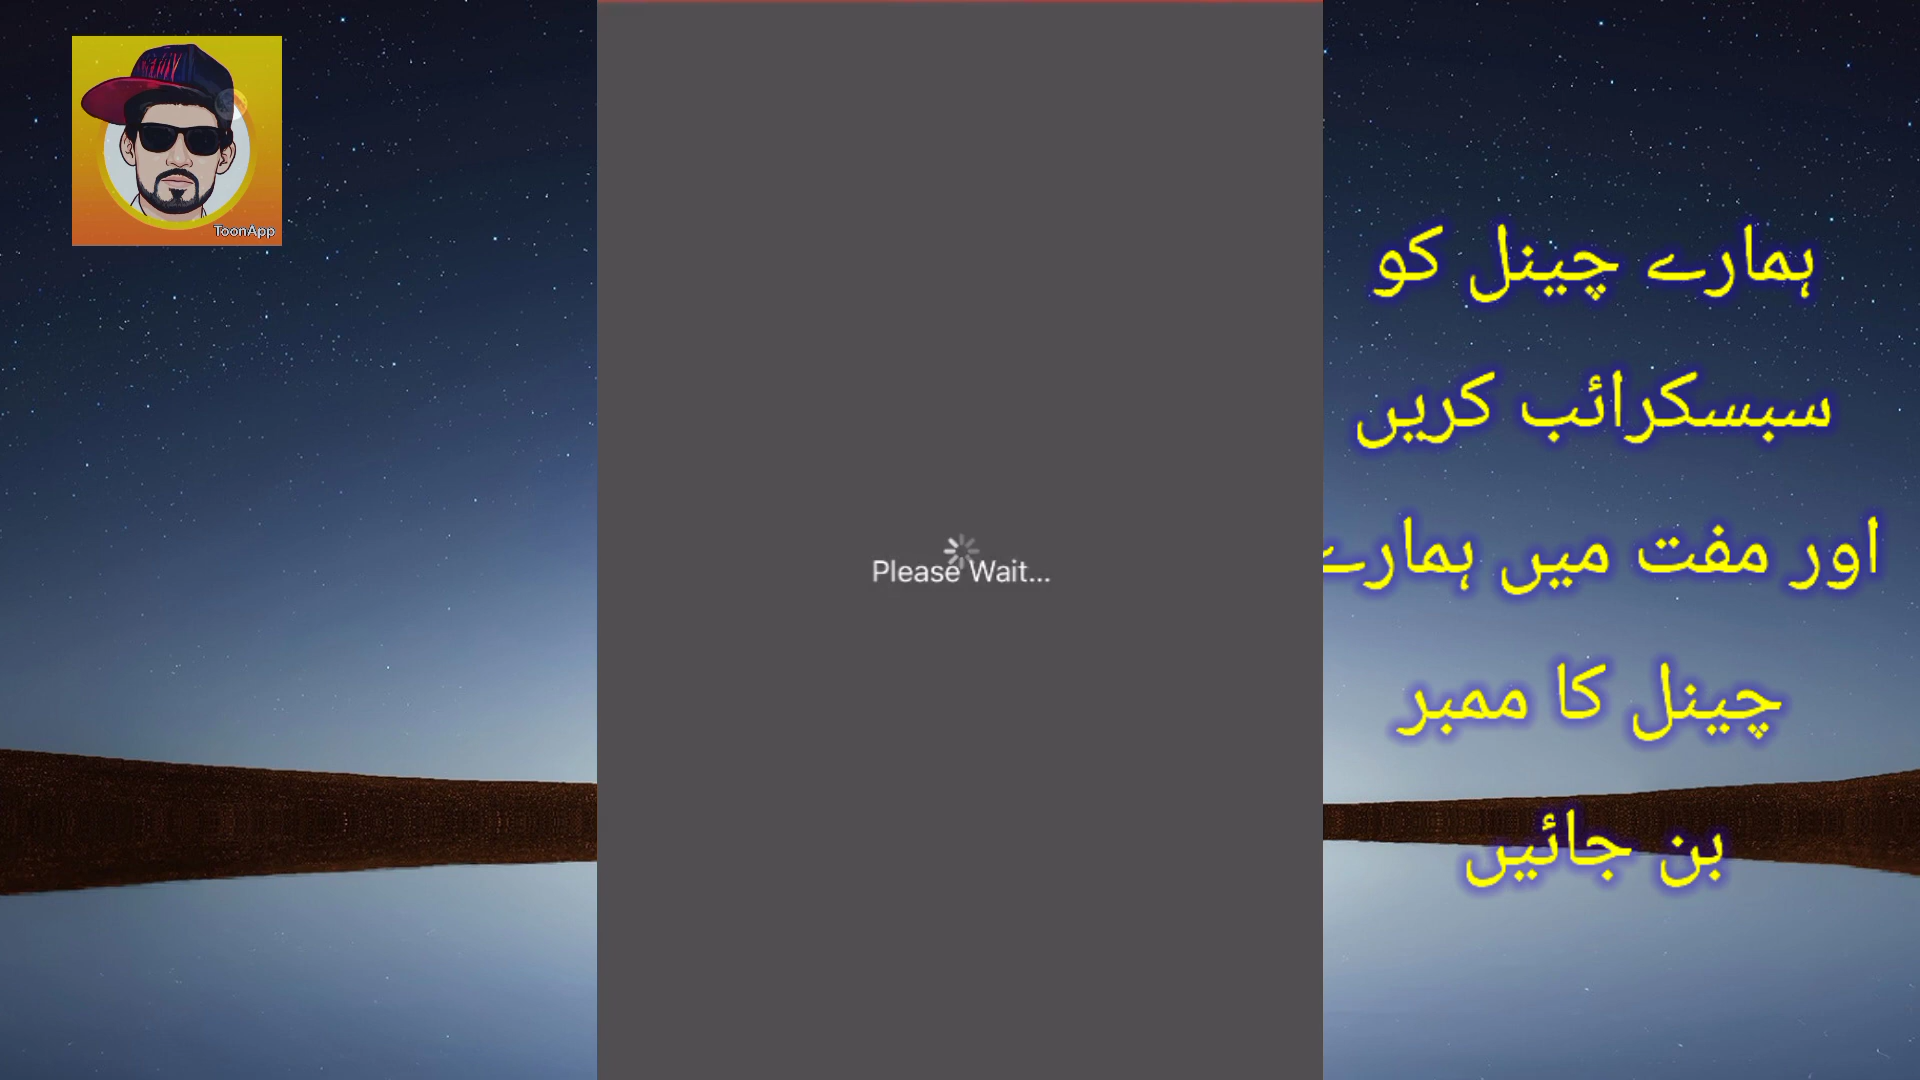 ToonApp
Please Wait...
ہمارے چینل کو
سبسکرائب کریں
اور مفت میں ہمارے
چینل کا ممبر
بن جائیں